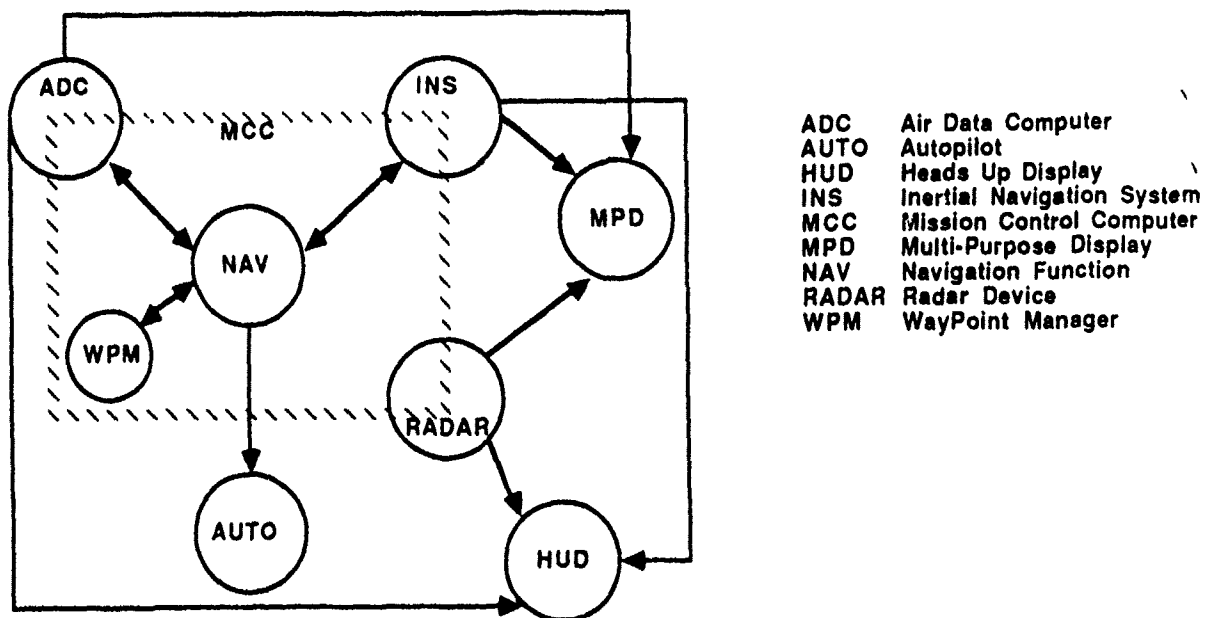 ADC
INS
MCC
MPD
NAV
WPM
RADAR
AUTO
HUD
ADC Air Data Computer
AUTO Autopilot
HUD Heads Up Display
INS Inertial Navigation System
MCC Mission Control Computer
MPD Multi-Purpose Display
NAV Navigation Function
RADAR Radar Device
WPM WayPoint Manager